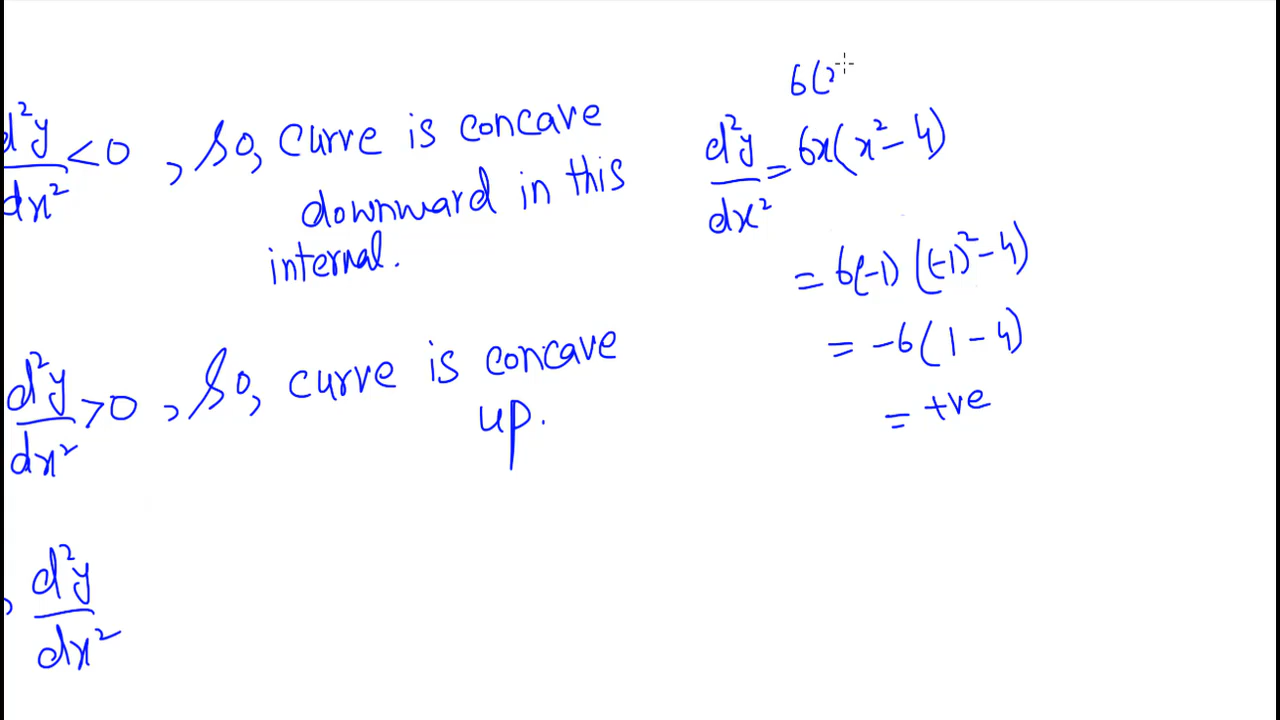 d²y/dx² < 0 , So, curve is concave
downward in this
internal.
d²y/dx² > 0 , So, curve is concave
up.
d²y/dx²
6(
d²y/dx² = 6x(x² - 4)
= 6(-1) ((-1)² - 4)
= -6(1 - 4)
= +ve